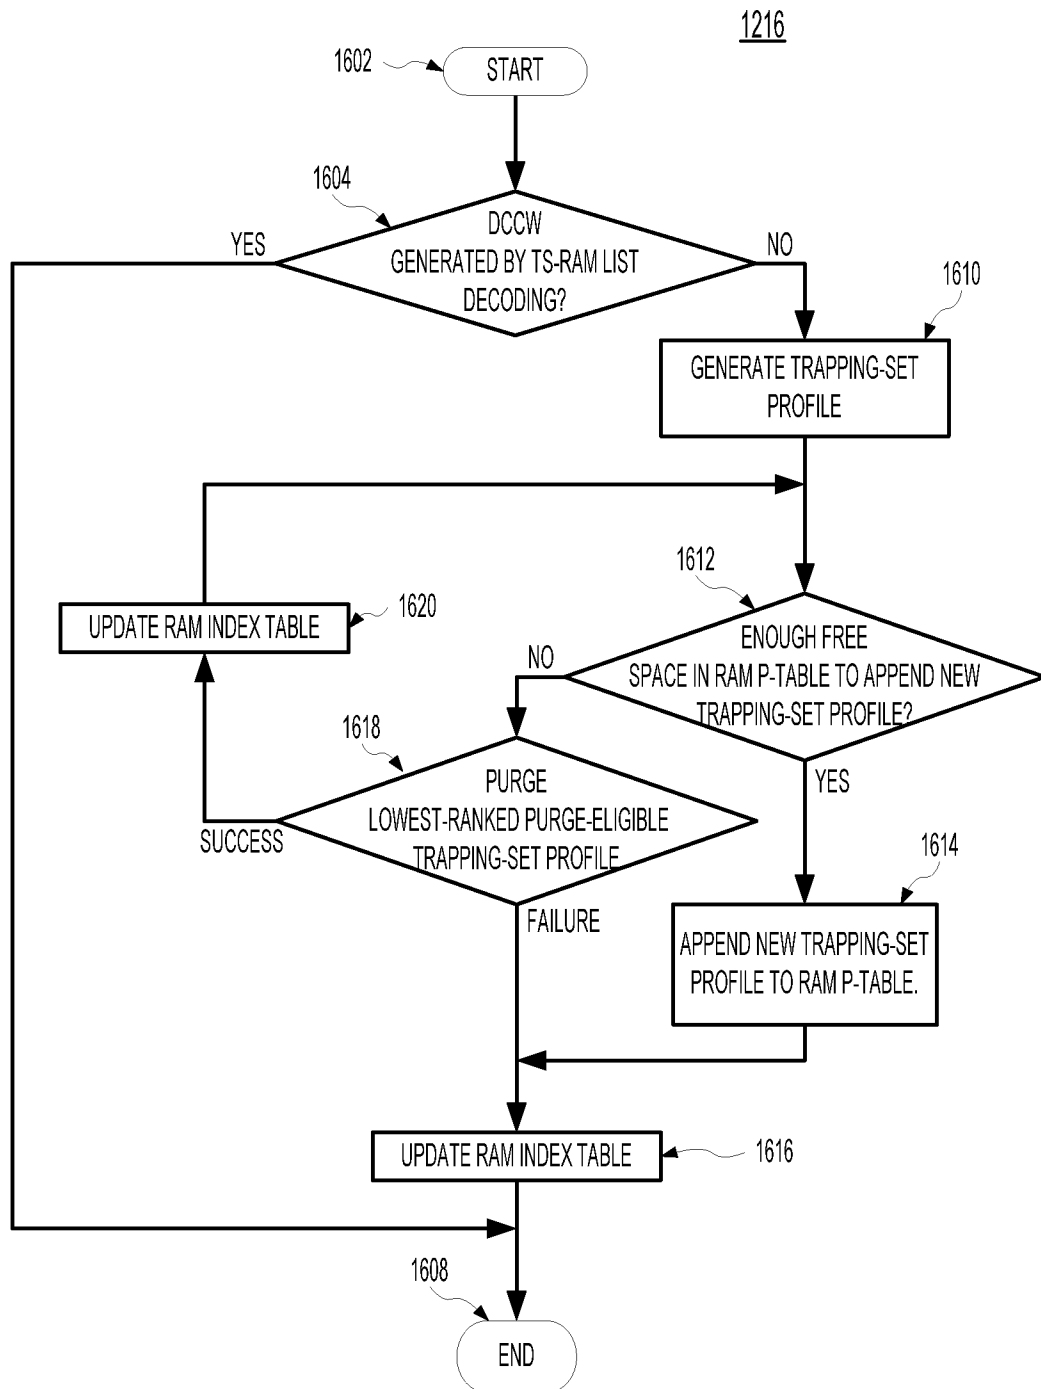 1216
1602
START
1604
DCCW
GENERATED BY TS-RAM LIST
DECODING?
YES
NO
1610
GENERATE TRAPPING-SET
PROFILE
1612
ENOUGH FREE
SPACE IN RAM P-TABLE TO APPEND NEW
TRAPPING-SET PROFILE?
NO
YES
UPDATE RAM INDEX TABLE
1620
1618
PURGE
LOWEST-RANKED PURGE-ELIGIBLE
TRAPPING-SET PROFILE
SUCCESS
FAILURE
1614
APPEND NEW TRAPPING-SET
PROFILE TO RAM P-TABLE.
UPDATE RAM INDEX TABLE
1616
1608
END